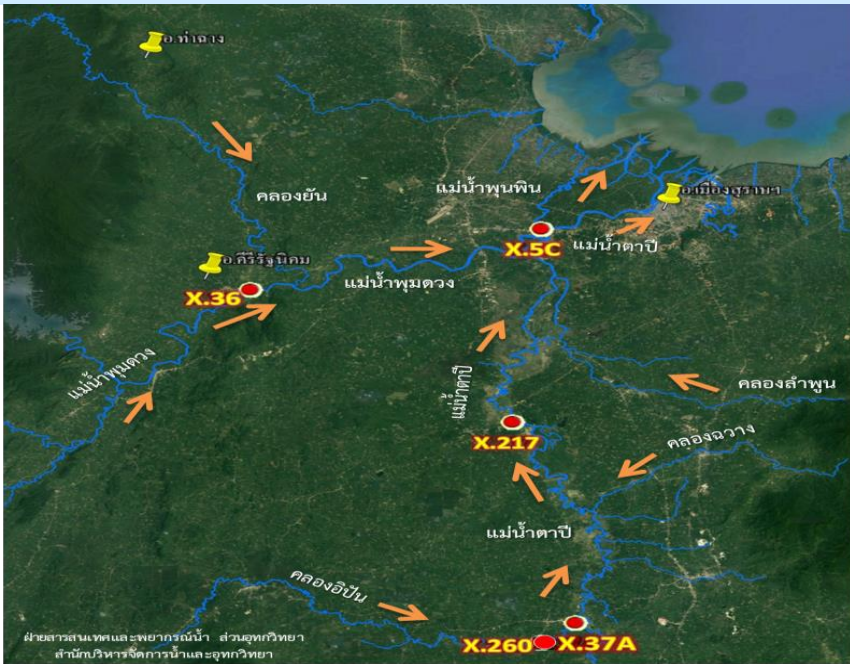 อ.ท่าฉาง
คลองยัน
แม่น้ำพุนพิน
อ.เมืองสุราษฯ
X.5C
แม่น้ำตาปี
อ.คีรีรัฐนิคม
X.36
แม่น้ำพุมดวง
แม่น้ำพุมดวง
แม่น้ำตาปี
คลองลำพูน
X.217
คลองฉวาง
แม่น้ำตาปี
คลองอิปัน
X.260
X.37A
ฝ่ายสารสนเทศและพยากรณ์น้ำ ส่วนอุทกวิทยา
สำนักบริหารจัดการน้ำและอุทกวิทยา